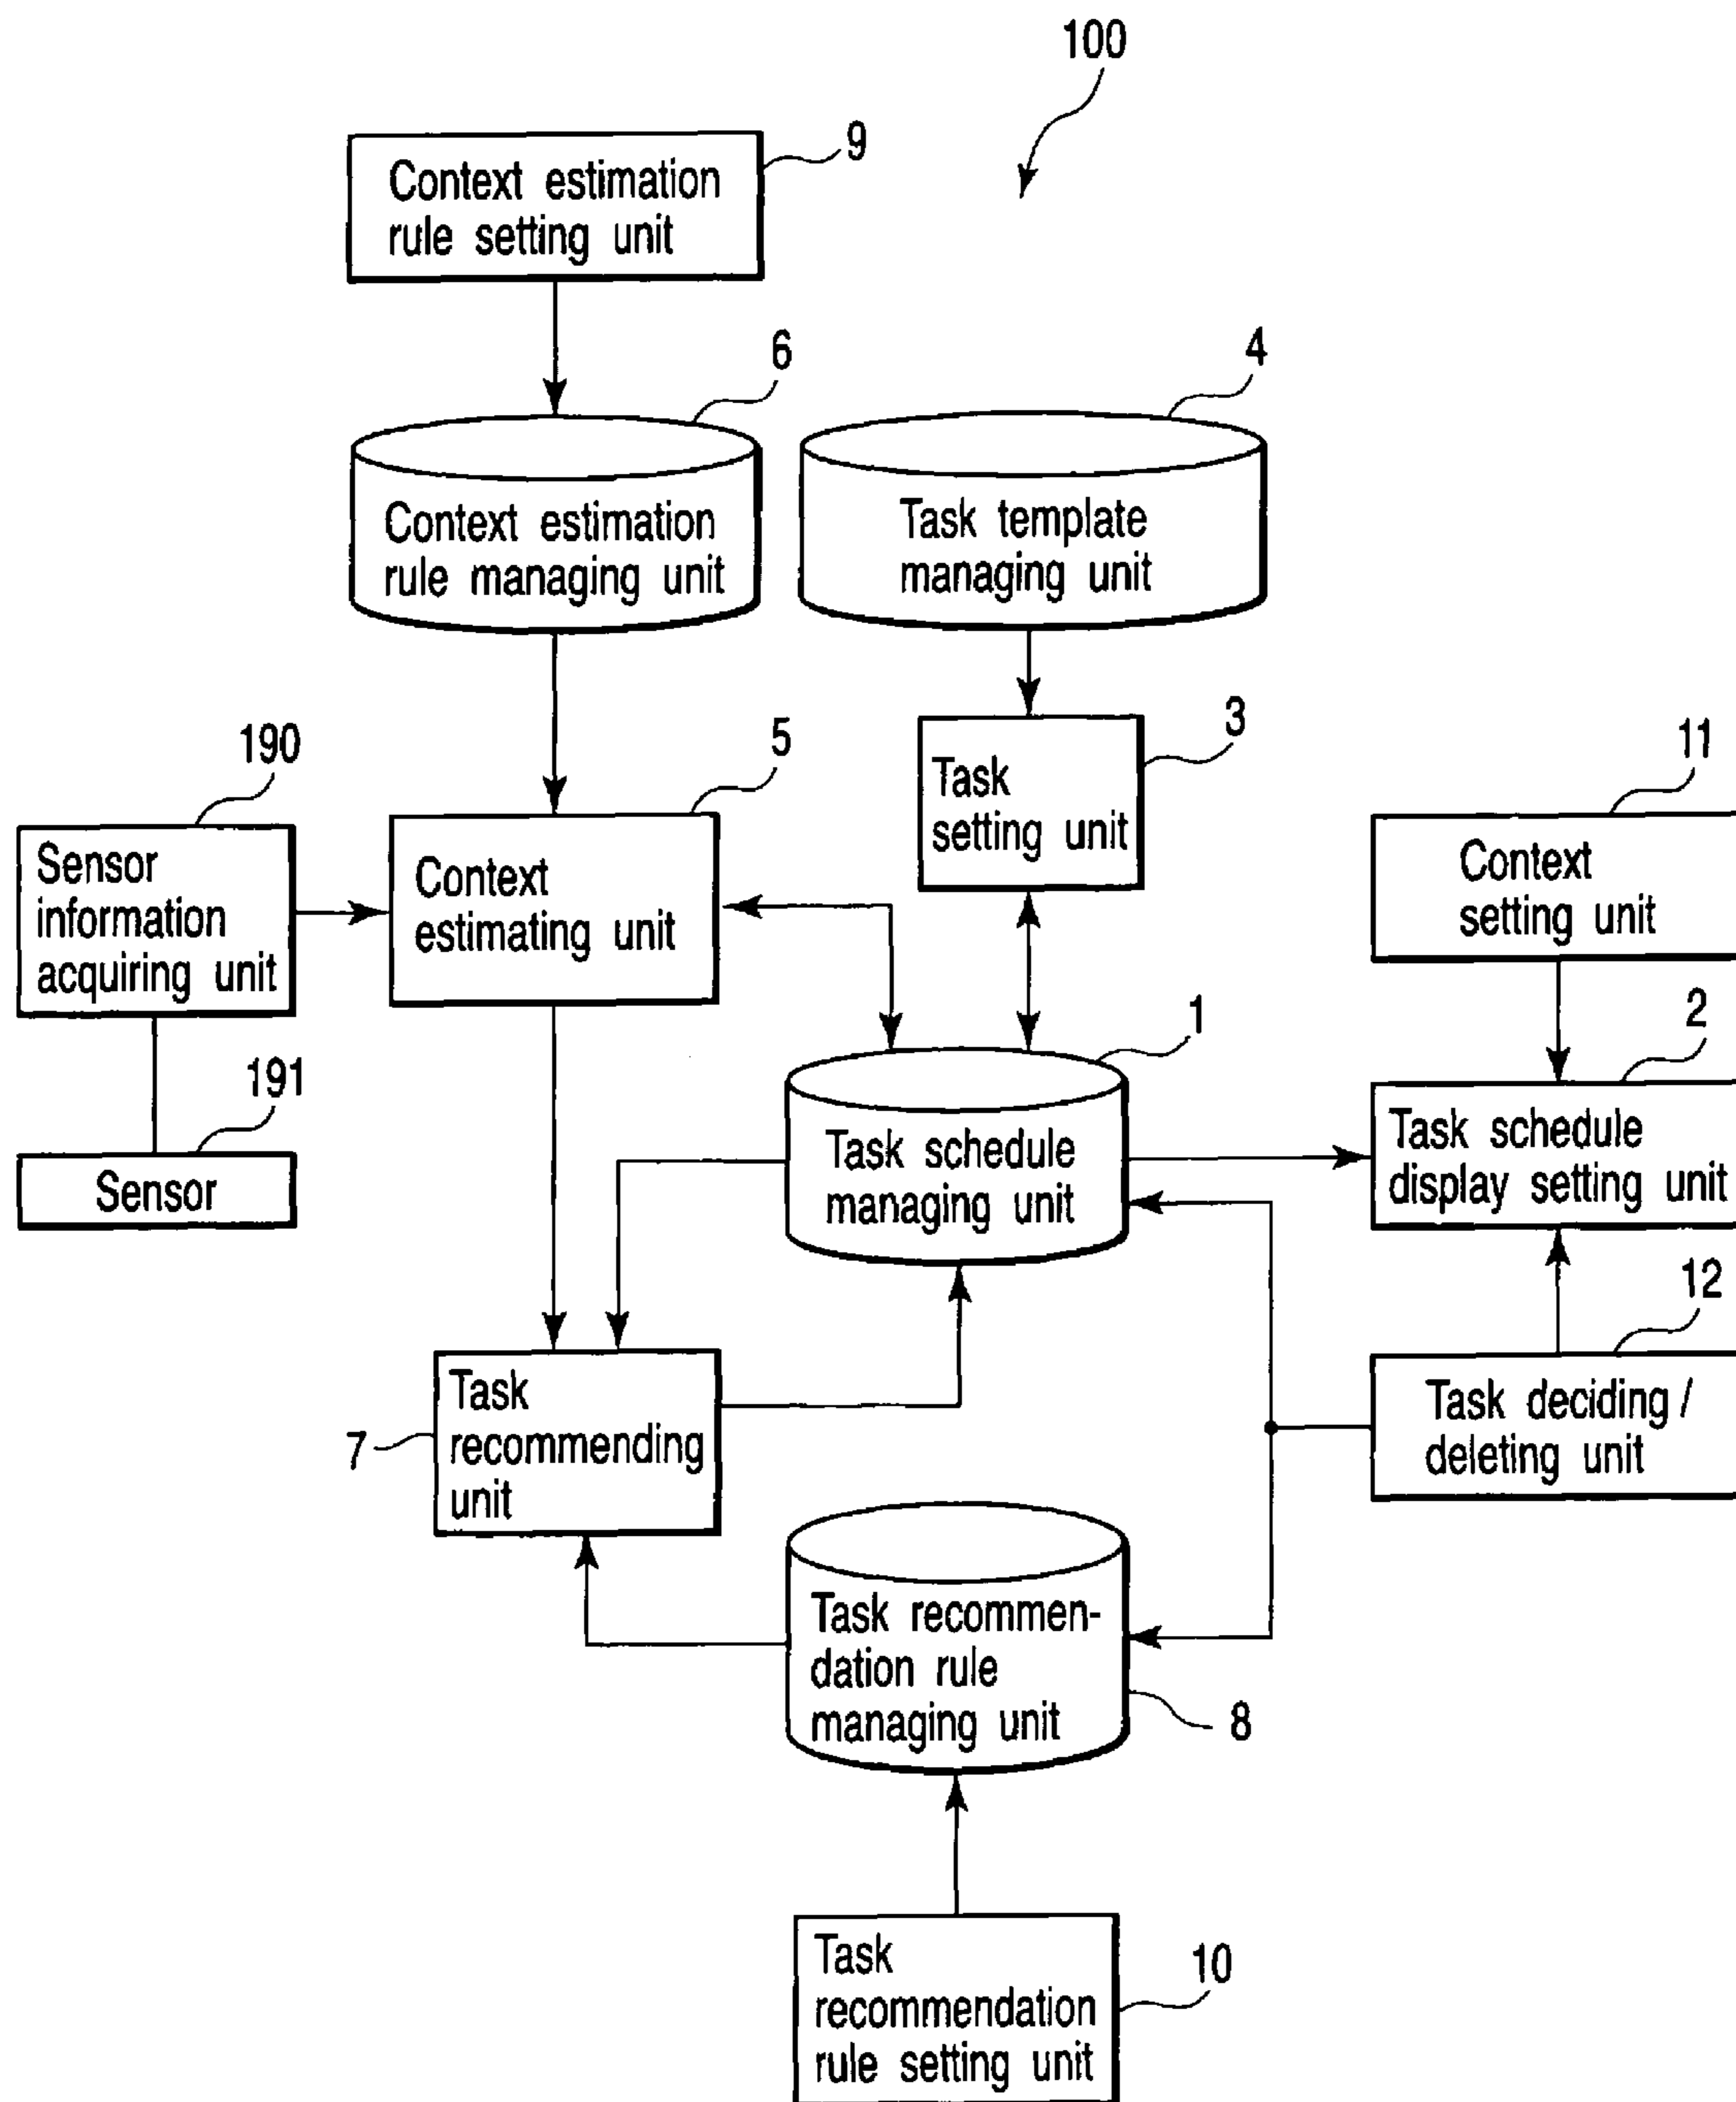 100
9
Context estimation
rule setting unit
6
4
Context estimation
rule managing unit
Task template
managing unit
190
5
3
11
Sensor
information
acquiring unit
Context
estimating unit
Task
setting unit
Context
setting unit
191
Sensor
1
2
Task schedule
managing unit
Task schedule
display setting unit
12
7
Task
recommending
unit
Task deciding/
deleting unit
Task recommen-
dation rule
managing unit
8
Task
recommendation
rule setting unit
10